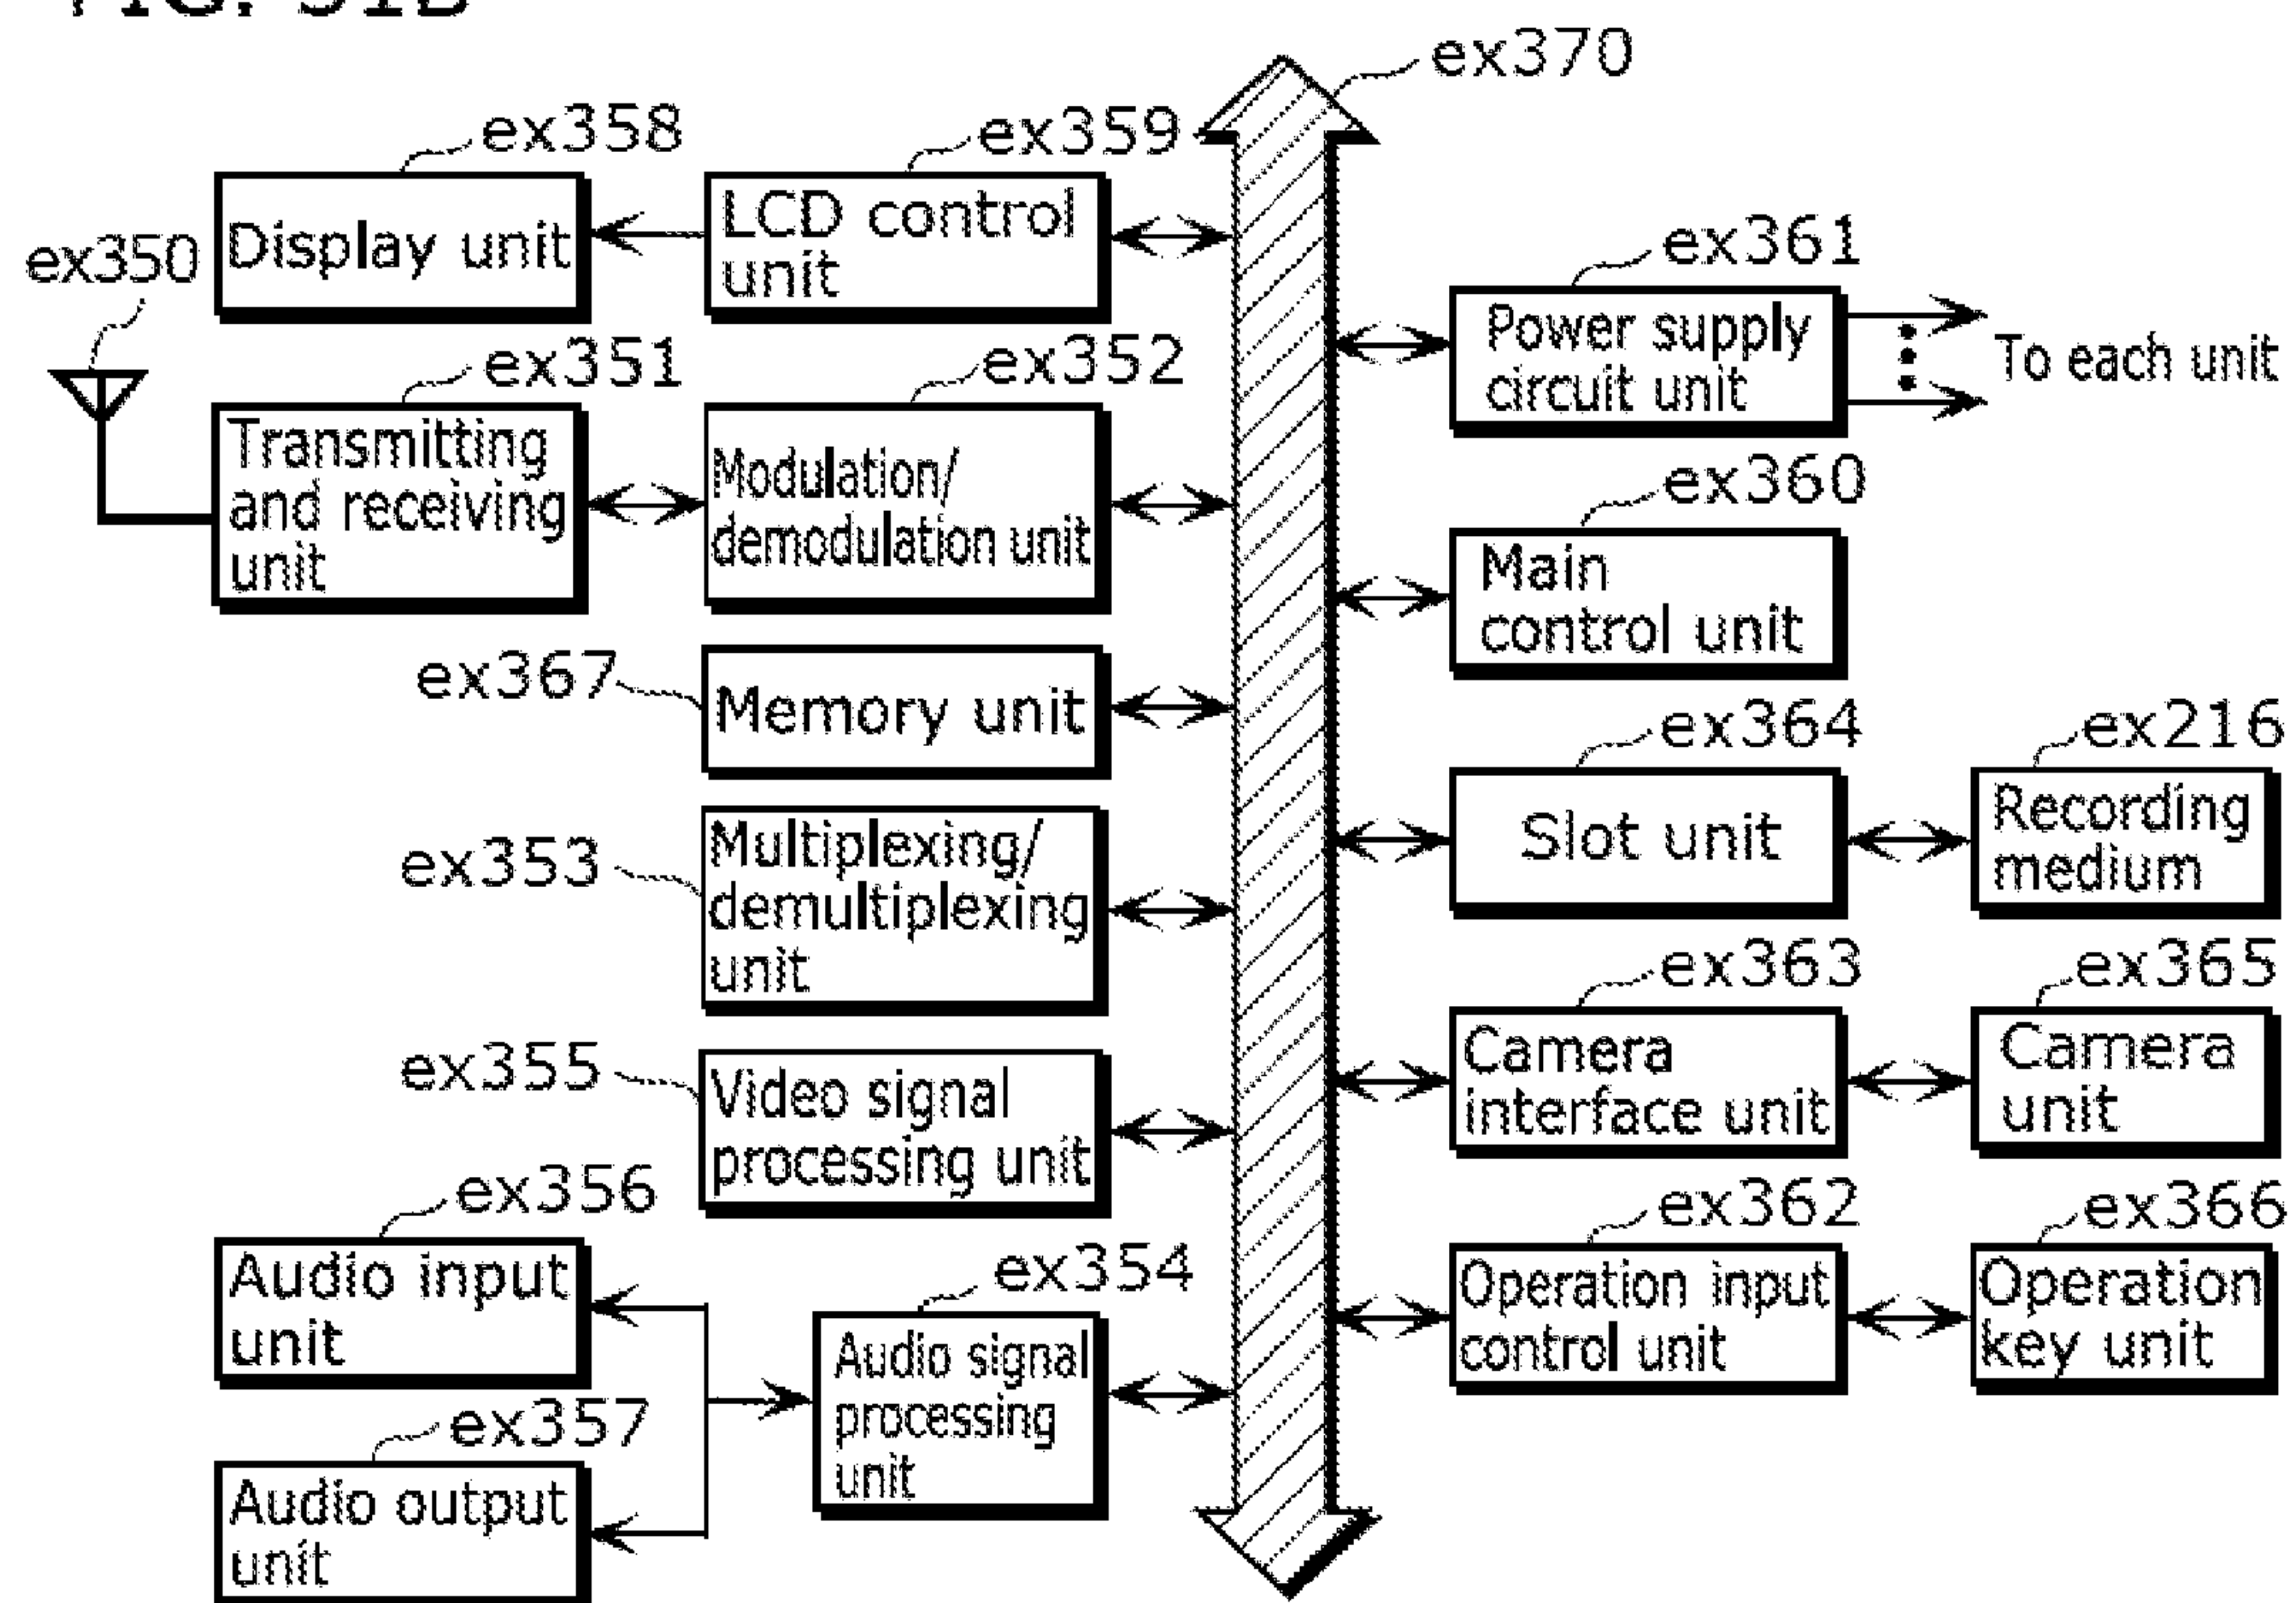 FIG. 31B
ex370
ex358
ex359
Display unit
LCD control
unit
ex350
ex361
Power supply
circuit unit
To each unit
ex351
ex352
Transmitting
and receiving
unit
Modulation/
demodulation unit
ex360
Main
control unit
ex367
Memory unit
ex364
ex216
Slot unit
Recording
medium
ex353
Multiplexing/
demultiplexing
unit
ex363
ex365
Camera
interface unit
Camera
unit
ex355
Video signal
processing unit
ex356
Audio input
unit
ex362
ex366
Operation input
control unit
Operation
key unit
ex354
Audio signal
processing
unit
ex357
Audio output
unit